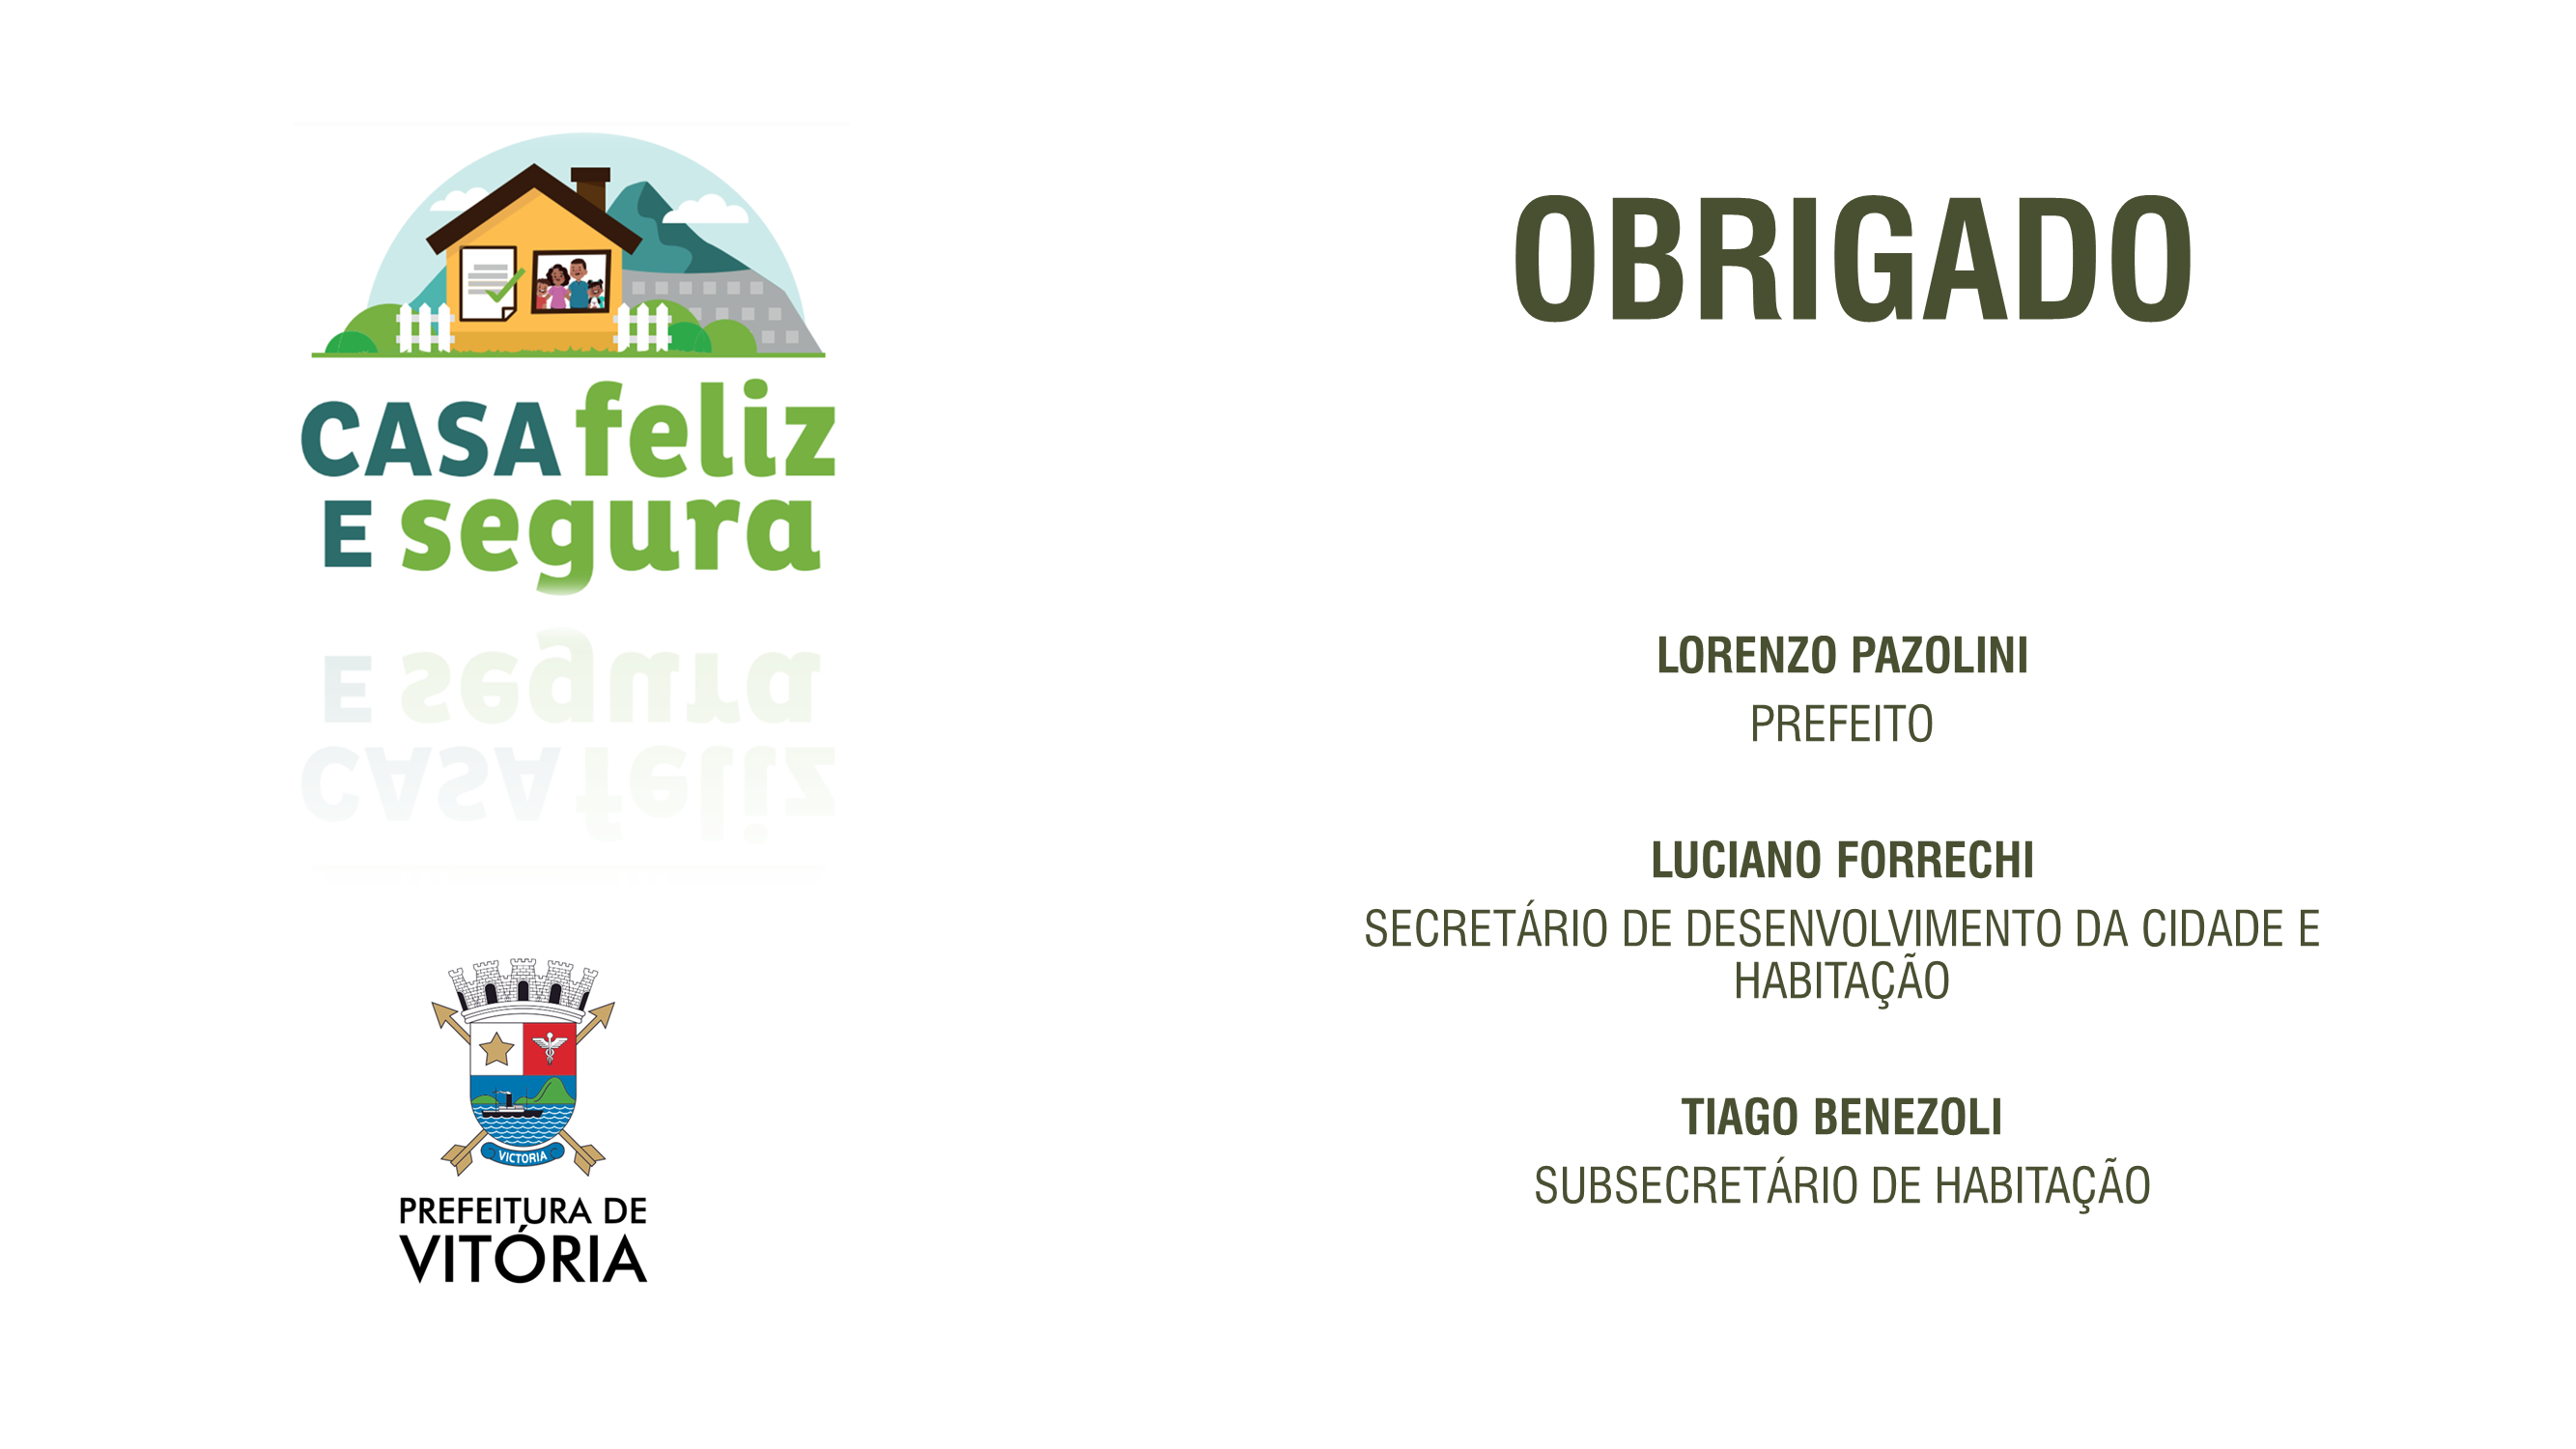 CASA feliz
E segura
VICTORIA
PREFEITURA DE
VITÓRIA
OBRIGADO
LORENZO PAZOLINI
PREFEITO
LUCIANO FORRECHI
SECRETÁRIO DE DESENVOLVIMENTO DA CIDADE E
HABITAÇÃO
TIAGO BENEZOLI
SUBSECRETÁRIO DE HABITAÇÃO